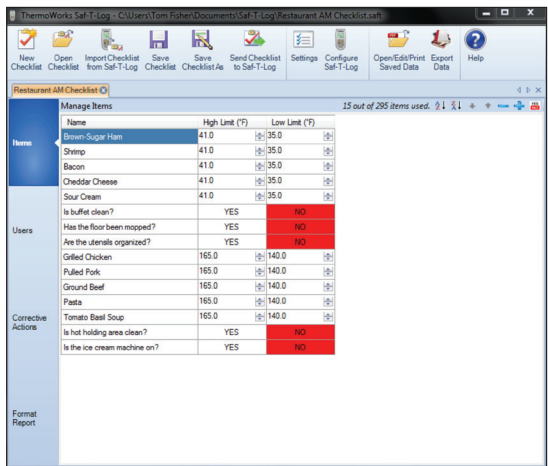 ThermoWorks Saf-T-Log - C:\Users\Tom Fisher\Documents\Saf-T-Log\Restaurant AM Checklist.saft
New Checklist
Open Checklist
Import Checklist from Saf-T-Log
Save Checklist
Save Checklist As
Send Checklist to Saf-T-Log
Settings
Configure Saf-T-Log
Open/Edit/Print Saved Data
Export Data
Help
Restaurant AM Checklist
Items
Users
Corrective Actions
Format Report
Manage Items 15 out of 295 items used.
Name High Limit (°F) Low Limit (°F)
Brown-Sugar Ham 41.0 35.0
Shrimp 41.0 35.0
Bacon 41.0 35.0
Cheddar Cheese 41.0 35.0
Sour Cream 41.0 35.0
Is buffet clean? YES NO
Has the floor been mopped? YES NO
Are the utensils organized? YES NO
Grilled Chicken 165.0 140.0
Pulled Pork 165.0 140.0
Ground Beef 165.0 140.0
Pasta 165.0 140.0
Tomato Basil Soup 165.0 140.0
Is hot holding area clean? YES NO
Is the ice cream machine on? YES NO